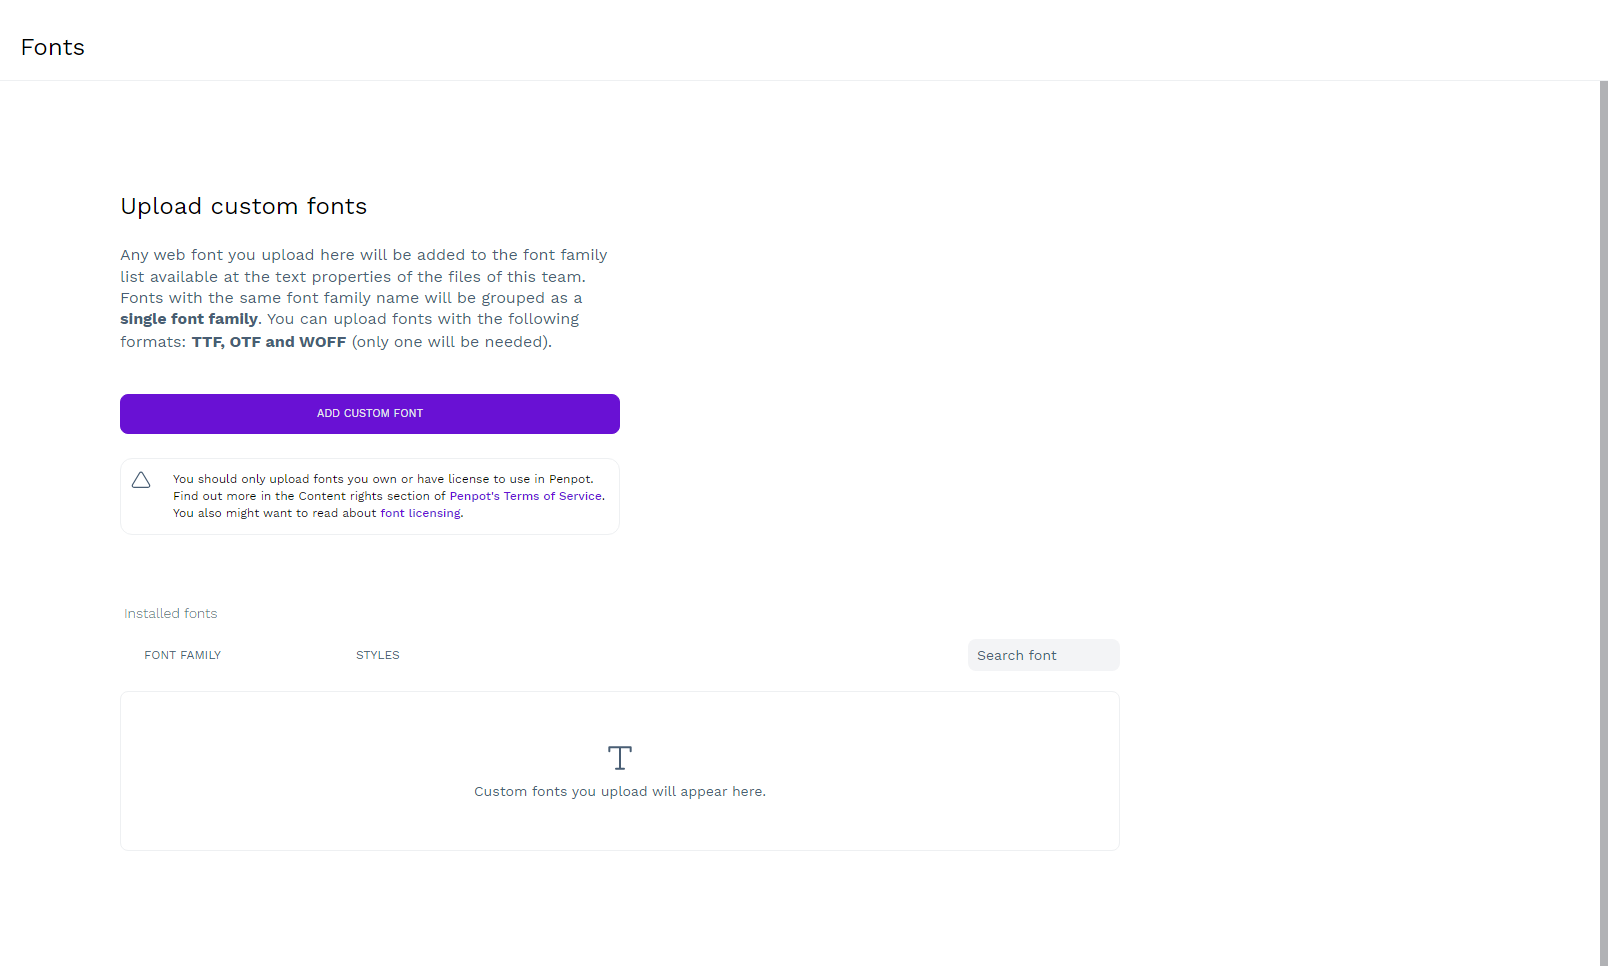 Fonts
Upload custom fonts
Any web font you upload here will be added to the font family
list available at the text properties of the files of this team.
Fonts with the same font family name will be grouped as a
single font family. You can upload fonts with the following
formats: TTF, OTF and WOFF (only one will be needed).
ADD CUSTOM FONT
You should only upload fonts you own or have license to use in Penpot.
Find out more in the Content rights section of Penpot's Terms of Service.
You also might want to read about font licensing.
Installed fonts
FONT FAMILY STYLES Search font
Custom fonts you upload will appear here.